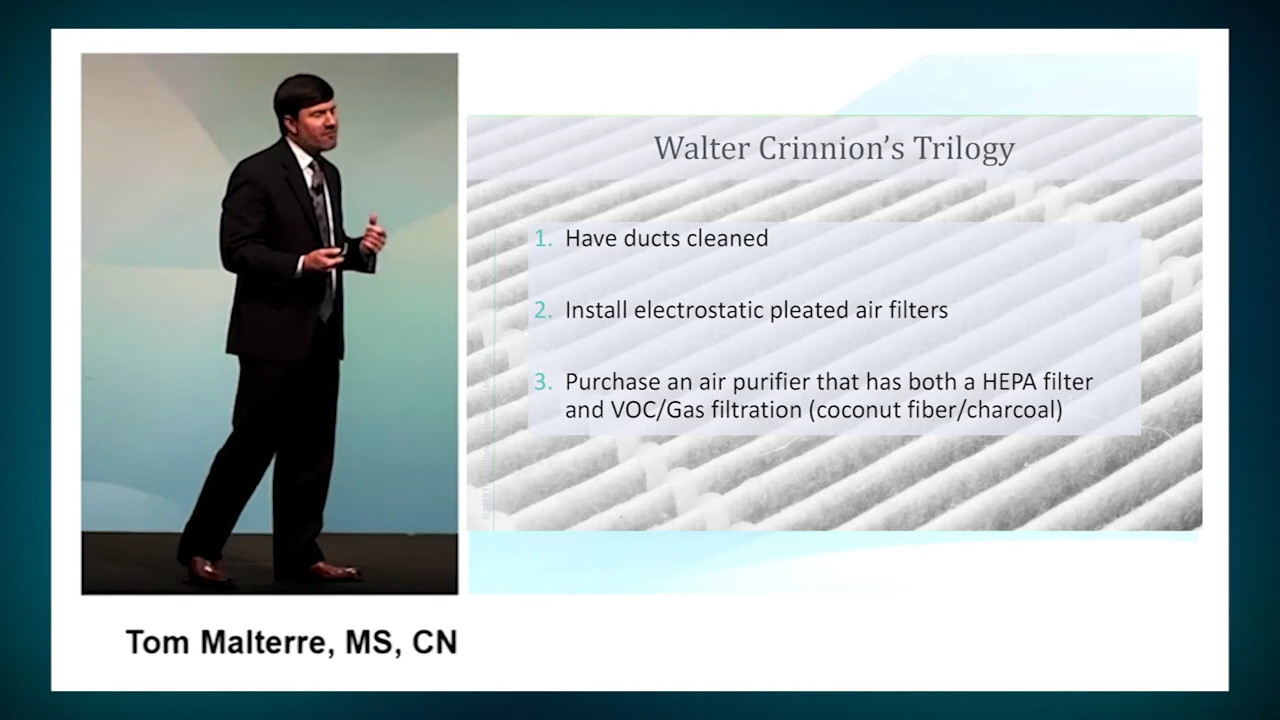 Walter Crinnion’s Trilogy
1. Have ducts cleaned
2. Install electrostatic pleated air filters
3. Purchase an air purifier that has both a HEPA filter
and VOC/Gas filtration (coconut fiber/charcoal)
Tom Malterre, MS, CN